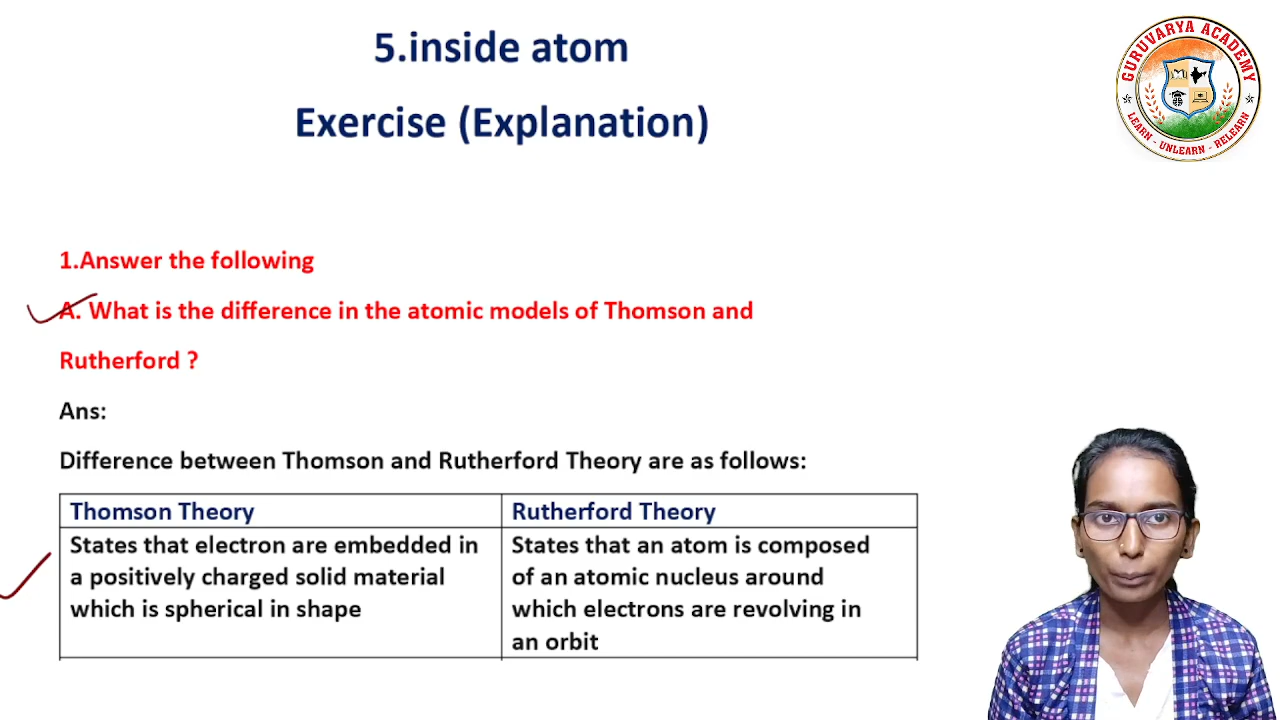 5.inside atom
Exercise (Explanation)
GURUVARYA ACADEMY
LEARN - UNLEARN - RELEARN
1.Answer the following
A. What is the difference in the atomic models of Thomson and
Rutherford ?
Ans:
Difference between Thomson and Rutherford Theory are as follows:
Thomson Theory
States that electron are embedded in
a positively charged solid material
which is spherical in shape
Rutherford Theory
States that an atom is composed
of an atomic nucleus around
which electrons are revolving in
an orbit